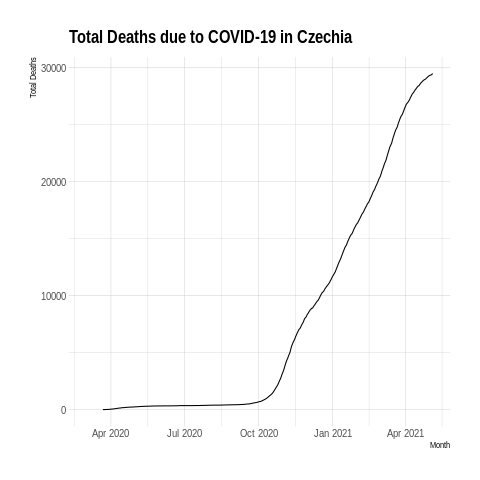 Total Deaths due to COVID-19 in Czechia
Total Deaths
30000
20000
10000
0
Apr 2020 Jul 2020 Oct 2020 Jan 2021 Apr 2021
Month